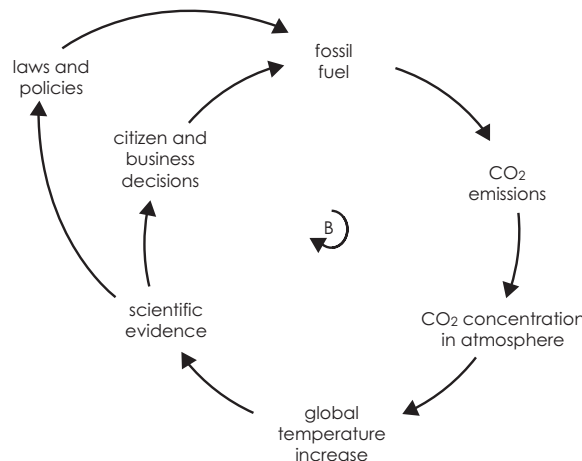 fossil
fuel
CO₂
emissions
CO₂ concentration
in atmosphere
global
temperature
increase
scientific
evidence
citizen and
business
decisions
laws and
policies
B